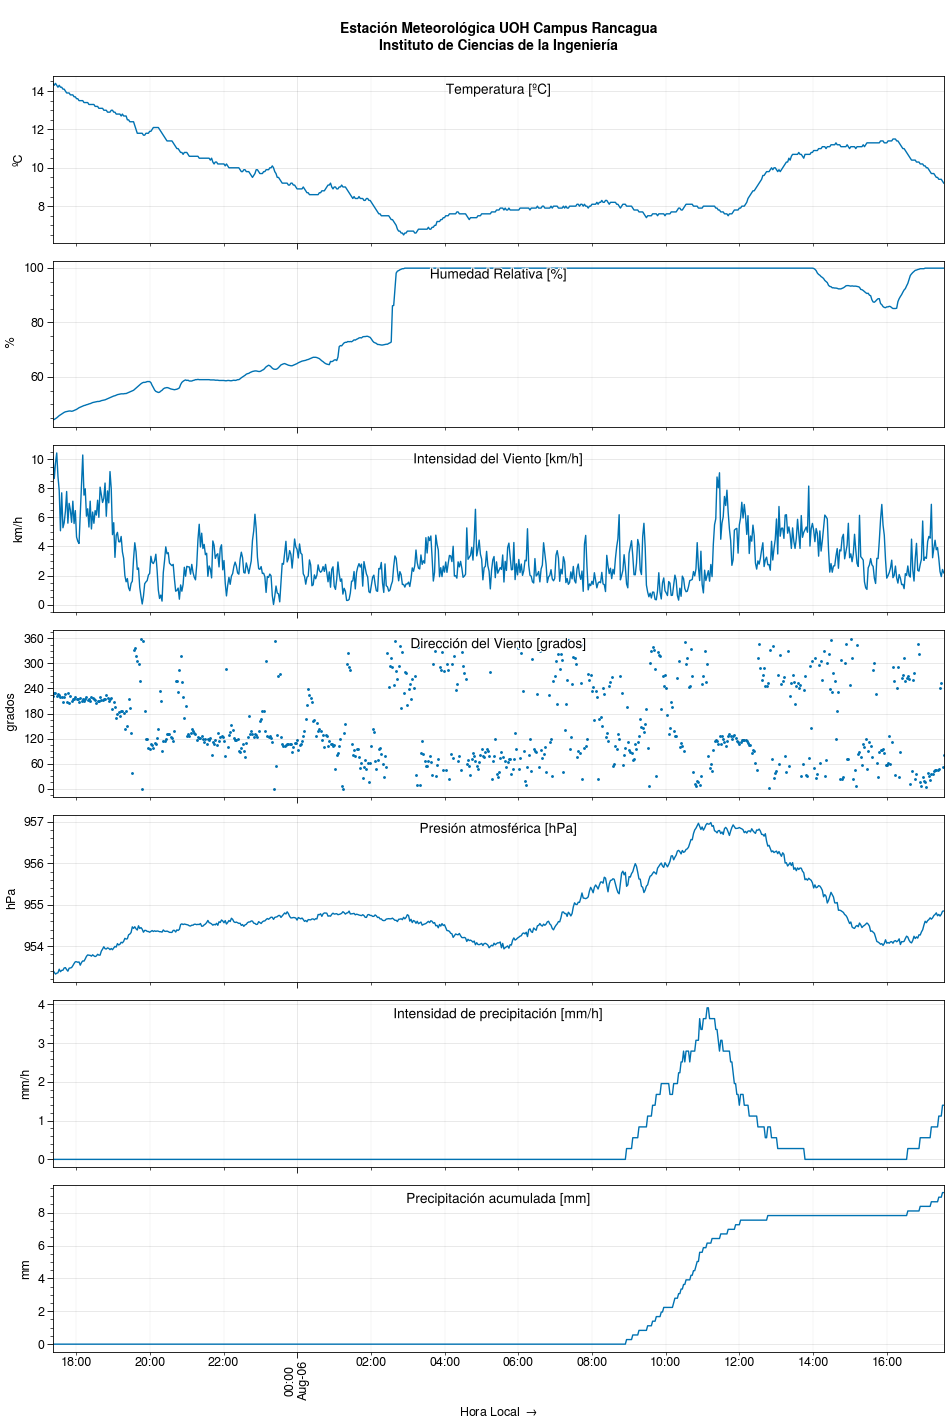 Estación Meteorológica UOH Campus Rancagua
Instituto de Ciencias de la Ingeniería
Temperatura [ºC]
14
12
10
8
ºC
Humedad Relativa [%]
100
80
60
%
Intensidad del Viento [km/h]
10
8
6
4
2
0
km/h
Dirección del Viento [grados]
360
300
240
180
120
60
0
grados
Presión atmosférica [hPa]
957
956
955
954
hPa
Intensidad de precipitación [mm/h]
4
3
2
1
0
mm/h
Precipitación acumulada [mm]
8
6
4
2
0
mm
18:00 20:00 22:00 00:00 02:00 04:00 06:00 08:00 10:00 12:00 14:00 16:00
Aug-06
Hora Local →